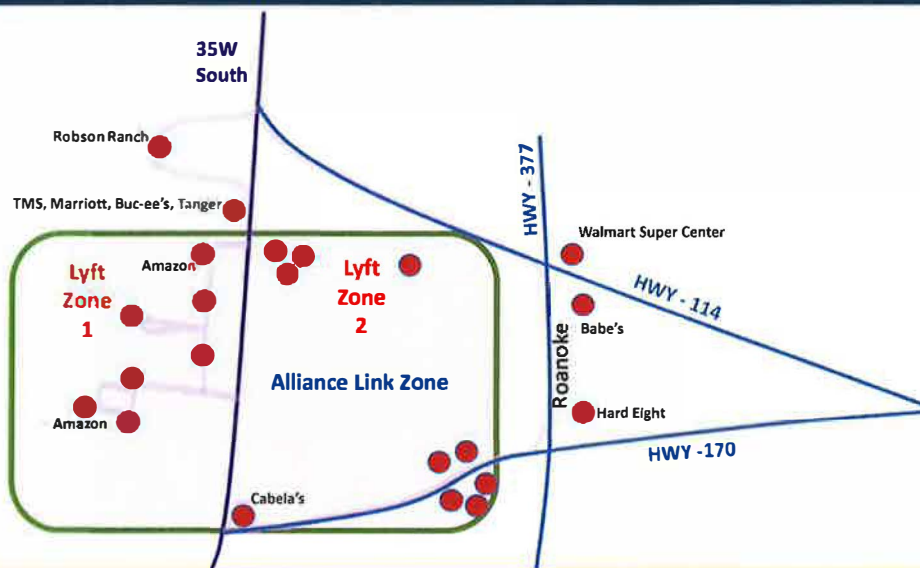 35W
South
Robson Ranch
TMS, Marriott, Buc-ee's, Tanger
HWY - 377
Walmart Super Center
Amazon
Lyft
Zone
1
Lyft
Zone
2
HWY - 114
Babe's
Roanoke
Alliance Link Zone
Hard Eight
Amazon
HWY -170
Cabela's